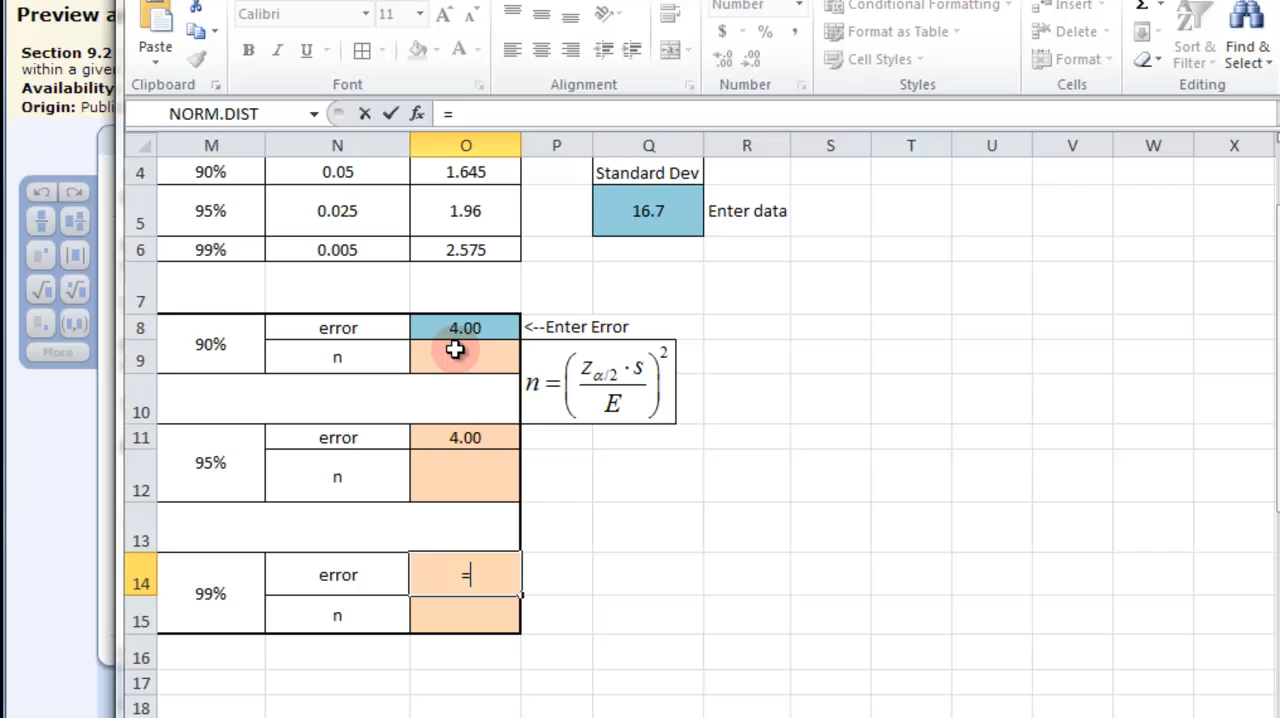 Preview a
Section 9.2
within a give
Availability
Origin: Publi
More
Paste
Clipboard
Calibri
11
B I U
A
Font
Alignment
Number
$ % ,
Number
Conditional Formatting
Format as Table
Cell Styles
Styles
Insert
Delete
Format
Cells
Σ
Sort & Filter
Find & Select
Editing
NORM.DIST
fx =
M N O P Q R S T U V W X
4 90% 0.05 1.645 Standard Dev
5 95% 0.025 1.96 16.7 Enter data
6 99% 0.005 2.575
7
8 90% error 4.00 <--Enter Error
9 n n = (zα/2 · s / E)²
10
11 95% error 4.00
12 n
13
14 99% error =
15 n
16
17
18